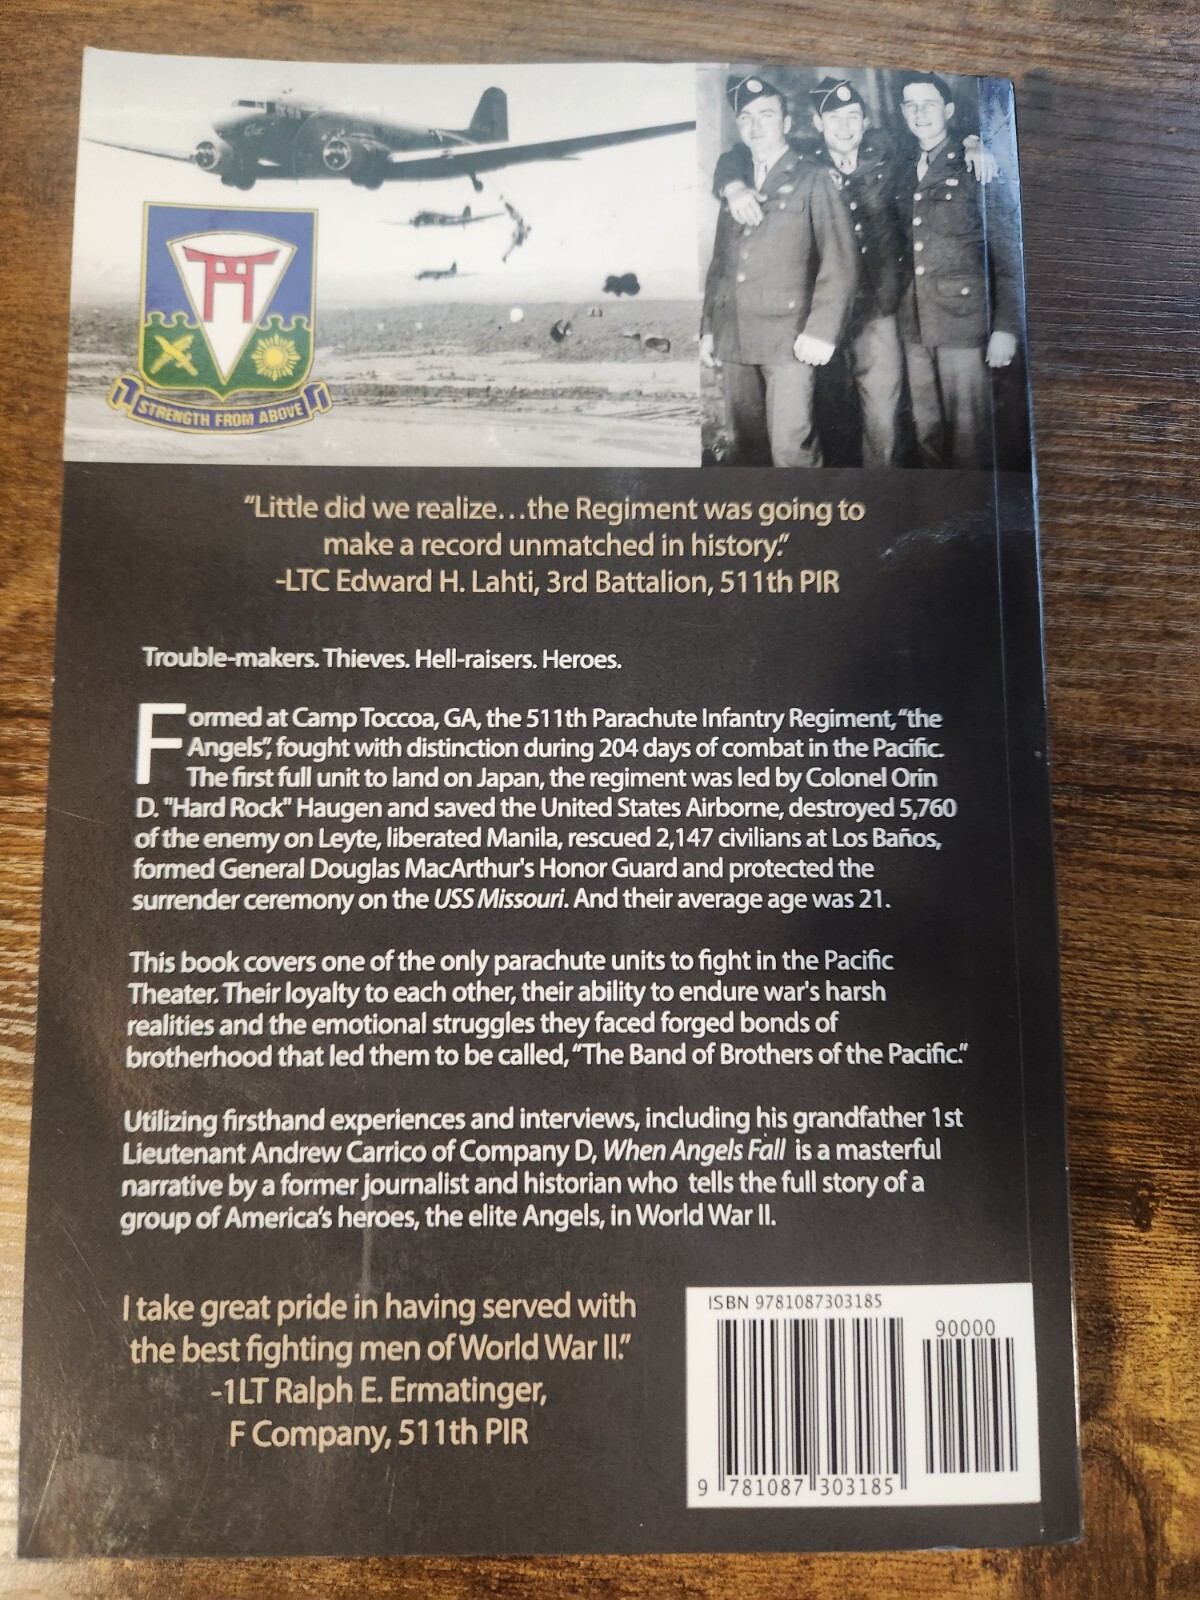 STRENGTH FROM ABOVE
“Little did we realize…the Regiment was going to
make a record unmatched in history.”
-LTC Edward H. Lahti, 3rd Battalion, 511th PIR
Trouble-makers. Thieves. Hell-raisers. Heroes.
Formed at Camp Toccoa, GA, the 511th Parachute Infantry Regiment, “the
Angels”, fought with distinction during 204 days of combat in the Pacific.
The first full unit to land on Japan, the regiment was led by Colonel Orin
D. "Hard Rock" Haugen and saved the United States Airborne, destroyed 5,760
of the enemy on Leyte, liberated Manila, rescued 2,147 civilians at Los Baños,
formed General Douglas MacArthur's Honor Guard and protected the
surrender ceremony on the USS Missouri. And their average age was 21.
This book covers one of the only parachute units to fight in the Pacific
Theater. Their loyalty to each other, their ability to endure war's harsh
realities and the emotional struggles they faced forged bonds of
brotherhood that led them to be called, “The Band of Brothers of the Pacific.”
Utilizing firsthand experiences and interviews, including his grandfather 1st
Lieutenant Andrew Carrico of Company D, When Angels Fall is a masterful
narrative by a former journalist and historian who tells the full story of a
group of America’s heroes, the elite Angels, in World War II.
I take great pride in having served with
the best fighting men of World War II.”
-1LT Ralph E. Ermatinger,
F Company, 511th PIR
ISBN 9781087303185
90000
9 781087 303185